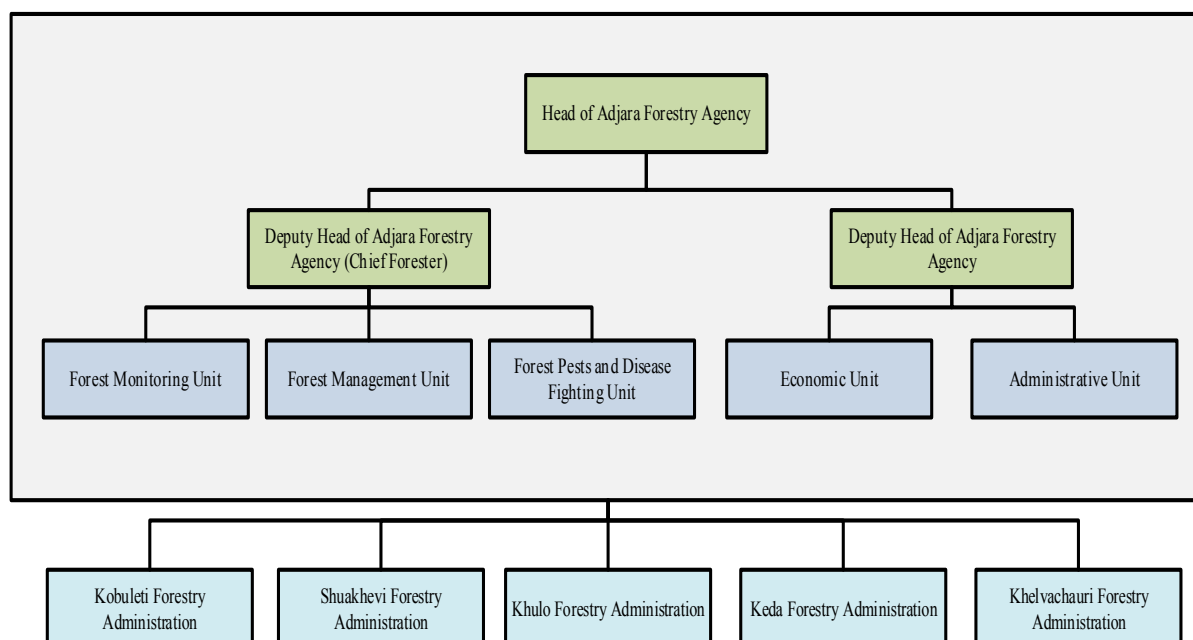 Head of Adjara Forestry Agency
Deputy Head of Adjara Forestry
Agency (Chief Forester)
Deputy Head of Adjara Forestry
Agency
Forest Monitoring Unit
Forest Management Unit
Forest Pests and Disease
Fighting Unit
Economic Unit
Administrative Unit
Kobuleti Forestry
Administration
Shuakhevi Forestry
Administration
Khulo Forestry Administration
Keda Forestry Administration
Khelvachauri Forestry
Administration